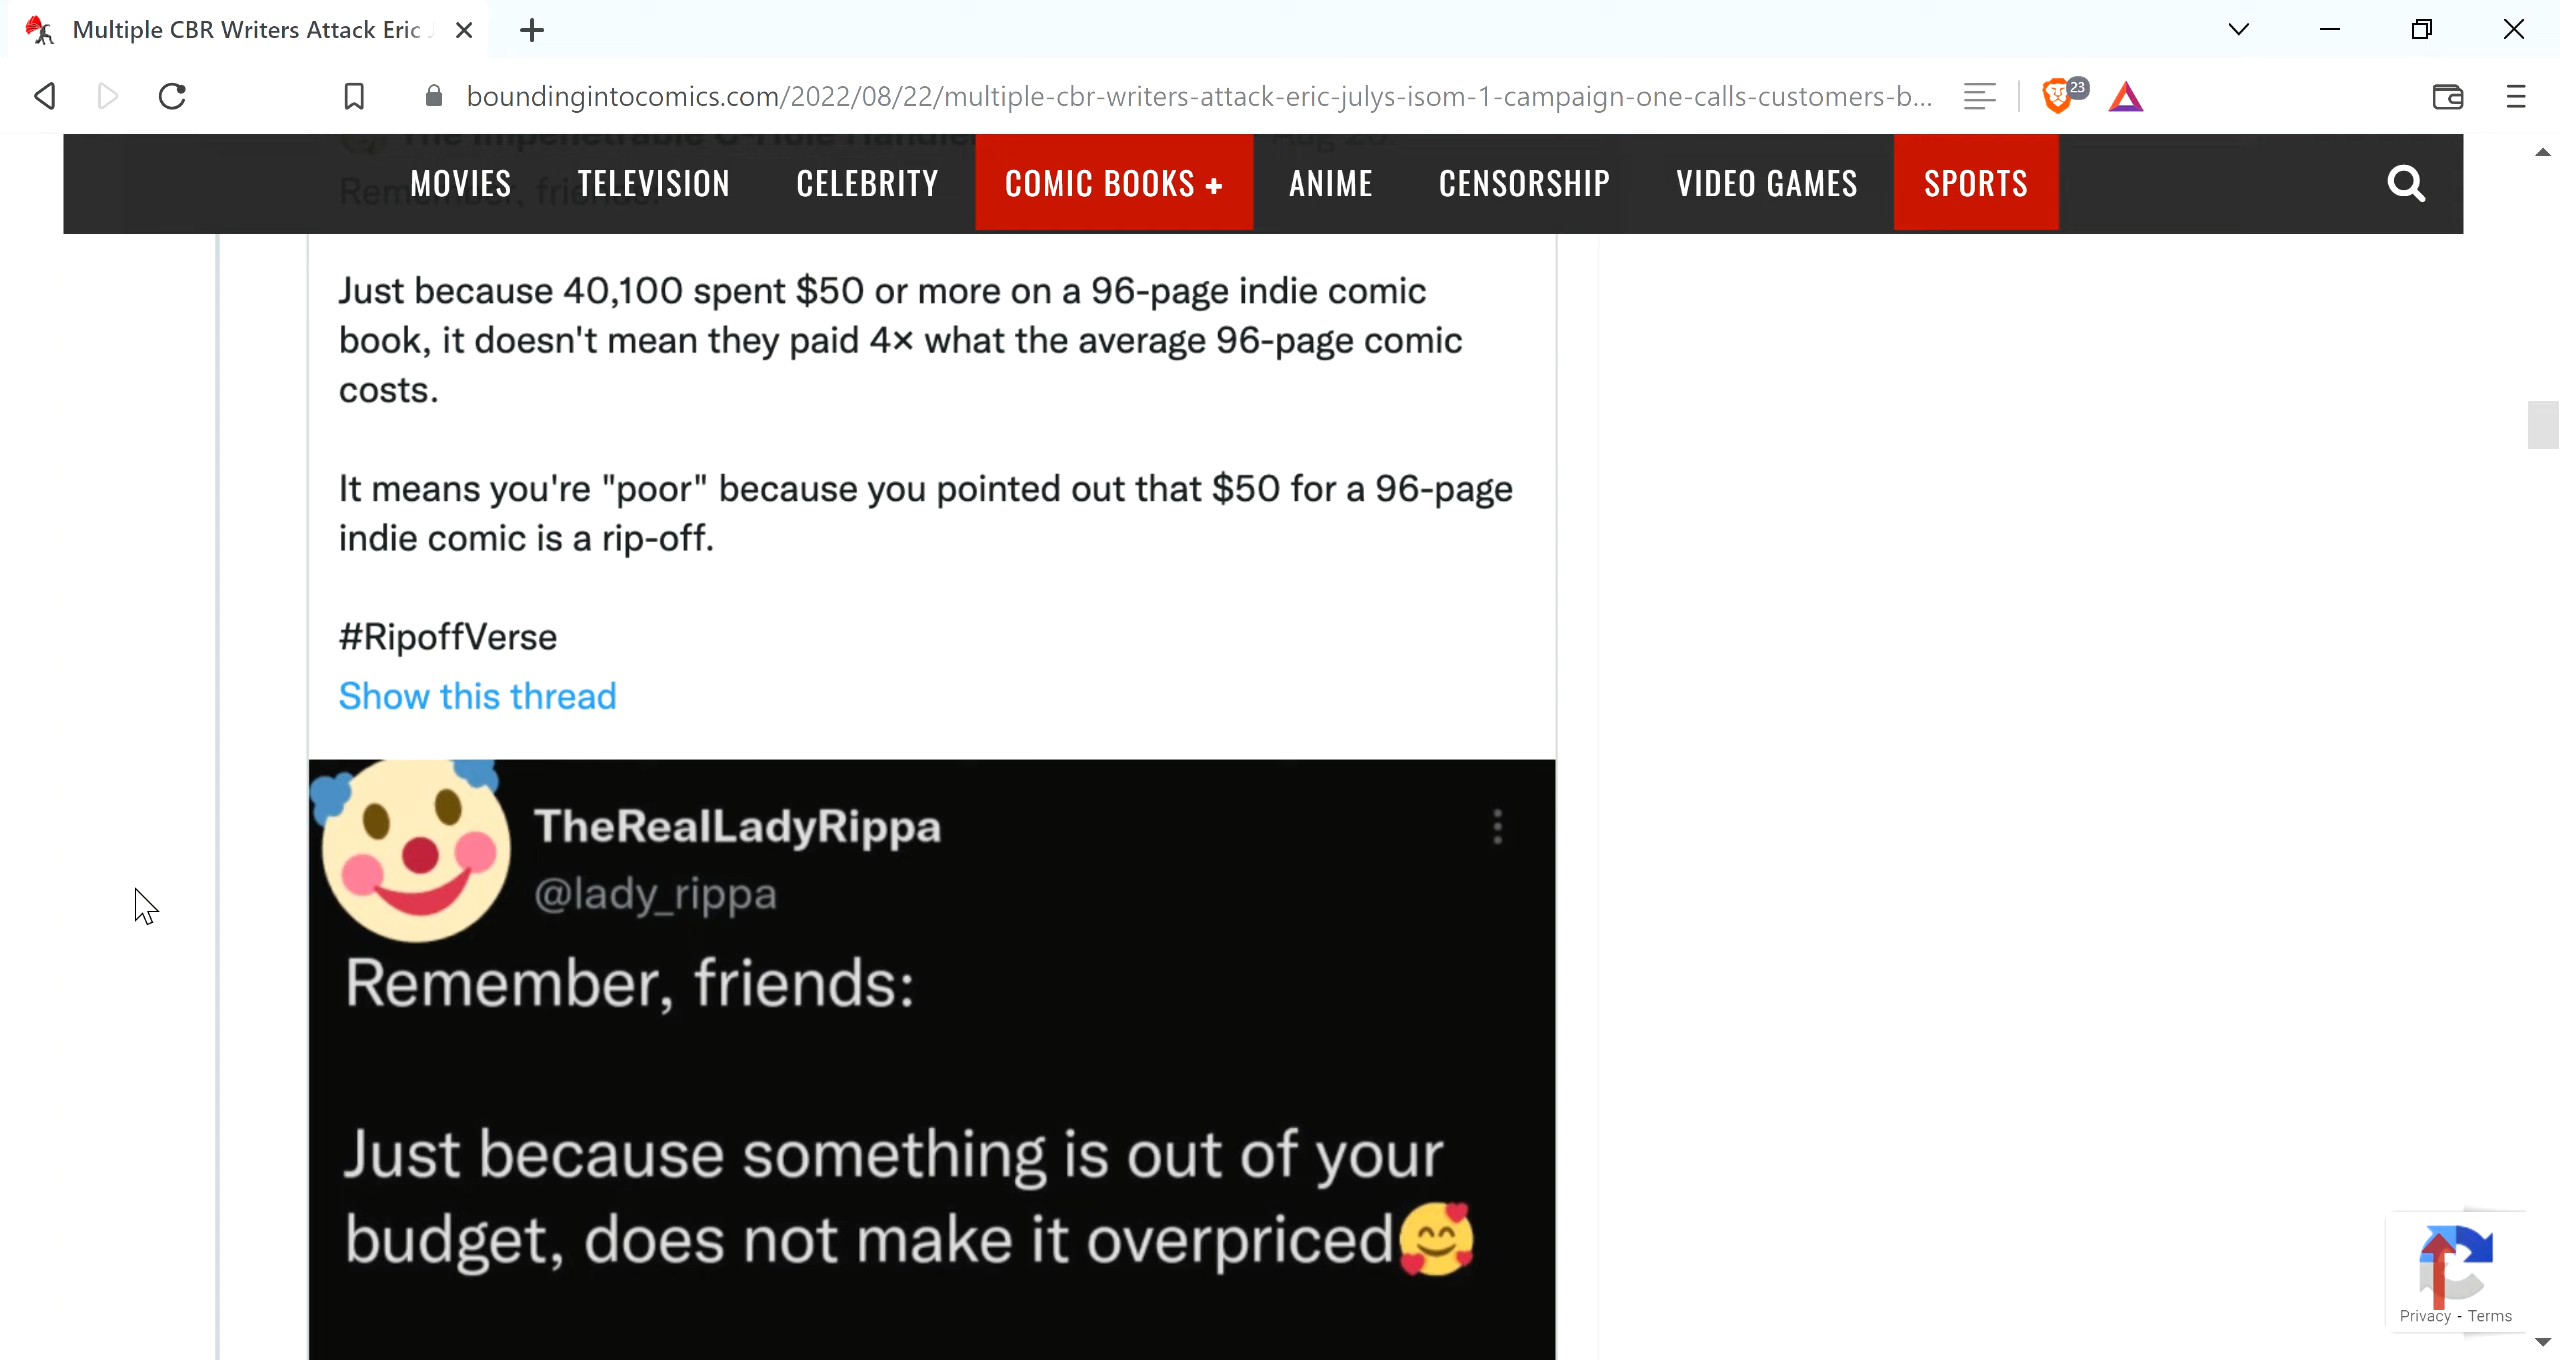 Multiple CBR Writers Attack Eric
boundingintocomics.com/2022/08/22/multiple-cbr-writers-attack-eric-julys-isom-1-campaign-one-calls-customers-b...
23
MOVIES TELEVISION CELEBRITY COMIC BOOKS + ANIME CENSORSHIP VIDEO GAMES SPORTS
Remember, friends:
Just because 40,100 spent $50 or more on a 96-page indie comic
book, it doesn't mean they paid 4× what the average 96-page comic
costs.
It means you're "poor" because you pointed out that $50 for a 96-page
indie comic is a rip-off.
#RipoffVerse
Show this thread
TheRealLadyRippa
@lady_rippa
Remember, friends:
Just because something is out of your
budget, does not make it overpriced
Privacy - Terms